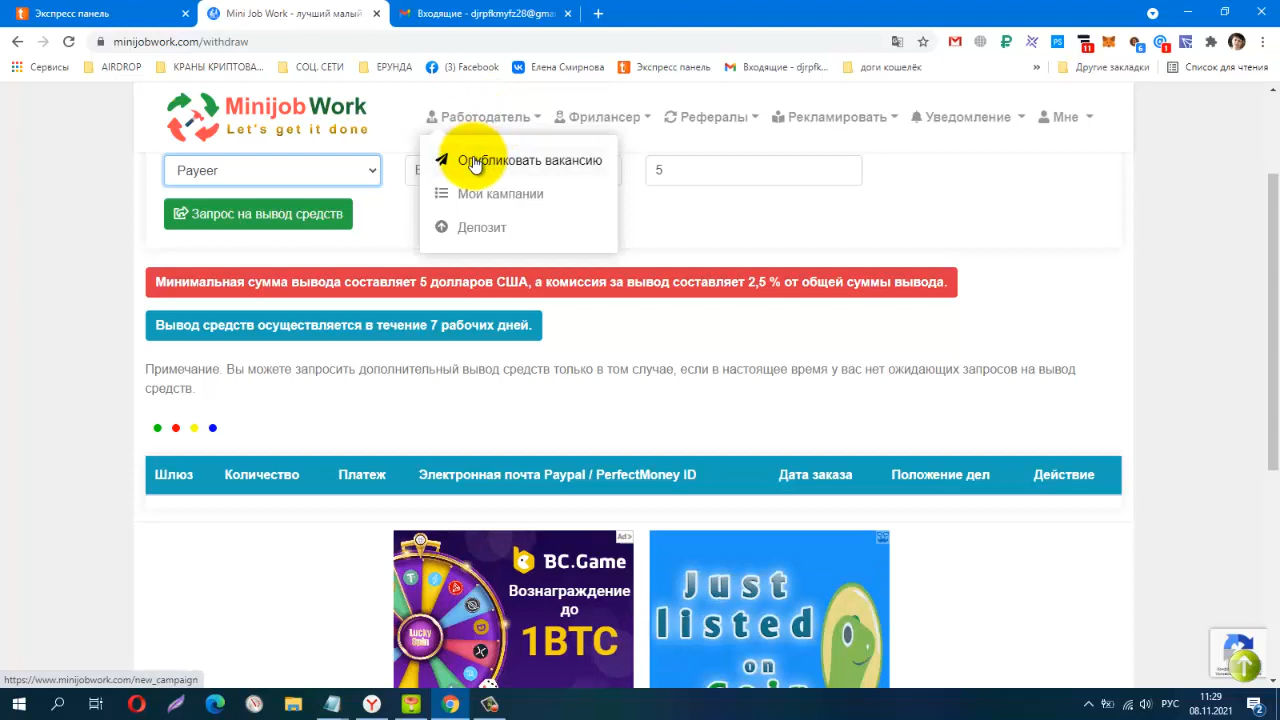 Экспресс панель
Mini Job Work - лучший малый
Входящие - djrpfkmyfz28@gma
minijobwork.com/withdraw
11
6
1
Сервисы
AIRDROP
КРАНЫ КРИПТОВА...
СОЦ. СЕТИ
ЕРУНДА
(3) Facebook
Елена Смирнова
Экспресс панель
Входящие - djrpfk...
доги кошелёк
»
Другие закладки
Список для чтения
Minijob Work
Let's get it done
Работодатель
Фрилансер
Рефералы
Рекламировать
Уведомление
Мне
Payeer
5
Опубликовать вакансию
Мои кампании
Депозит
Запрос на вывод средств
Минимальная сумма вывода составляет 5 долларов США, а комиссия за вывод составляет 2,5 % от общей суммы вывода.
Вывод средств осуществляется в течение 7 рабочих дней.
Примечание. Вы можете запросить дополнительный вывод средств только в том случае, если в настоящее время у вас нет ожидающих запросов на вывод
средств.
Шлюз
Количество
Платеж
Электронная почта Paypal / PerfectMoney ID
Дата заказа
Положение дел
Действие
Ad
BC.Game
Вознаграждение
до
1BTC
Lucky
Spin
Just
listed
on
https://www.minijobwork.com/new_campaign
РУС
11:29
08.11.2021
2